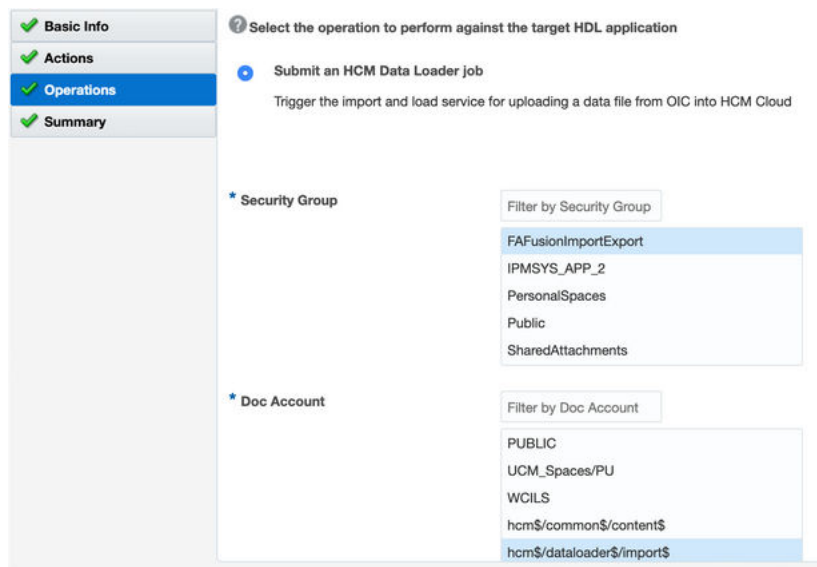 Basic Info
Actions
Operations
Summary
Select the operation to perform against the target HDL application
Submit an HCM Data Loader job
Trigger the import and load service for uploading a data file from OIC into HCM Cloud
* Security Group
Filter by Security Group
FAFusionImportExport
IPMSYS_APP_2
PersonalSpaces
Public
SharedAttachments
* Doc Account
Filter by Doc Account
PUBLIC
UCM_Spaces/PU
WCILS
hcm$/common$/content$
hcm$/dataloader$/import$